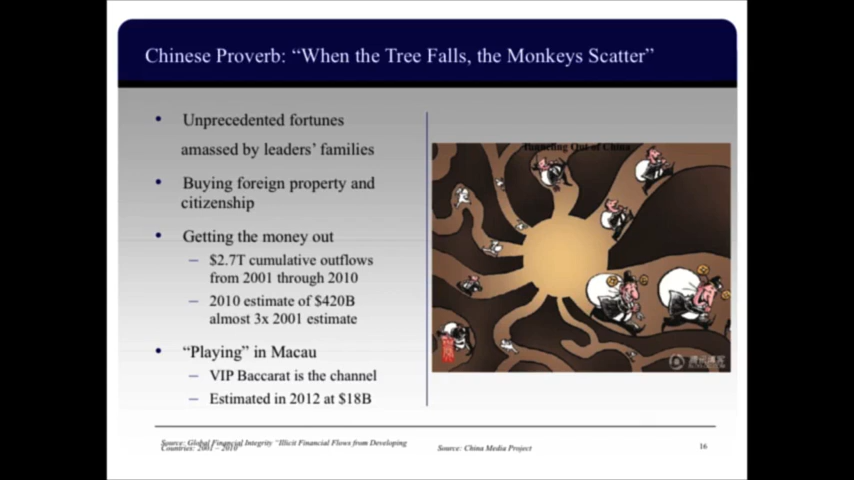 Chinese Proverb: “When the Tree Falls, the Monkeys Scatter”
• Unprecedented fortunes
amassed by leaders’ families
• Buying foreign property and
citizenship
• Getting the money out
– $2.7T cumulative outflows
from 2001 through 2010
– 2010 estimate of $420B
almost 3x 2001 estimate
• “Playing” in Macau
– VIP Baccarat is the channel
– Estimated in 2012 at $18B
Tunneling Out of China
Source: Global Financial Integrity “Illicit Financial Flows from Developing
Countries: 2001 – 2010
Source: China Media Project
16